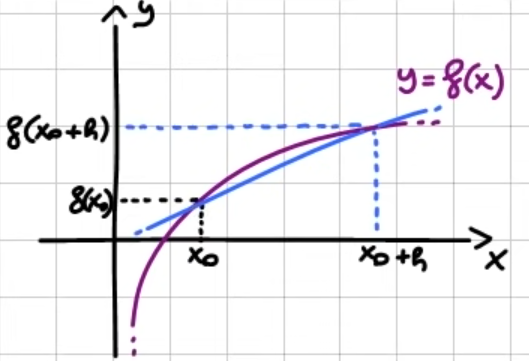 y
y = f(x)
f(x₀+h)
f(x₀)
x₀
x₀+h
x